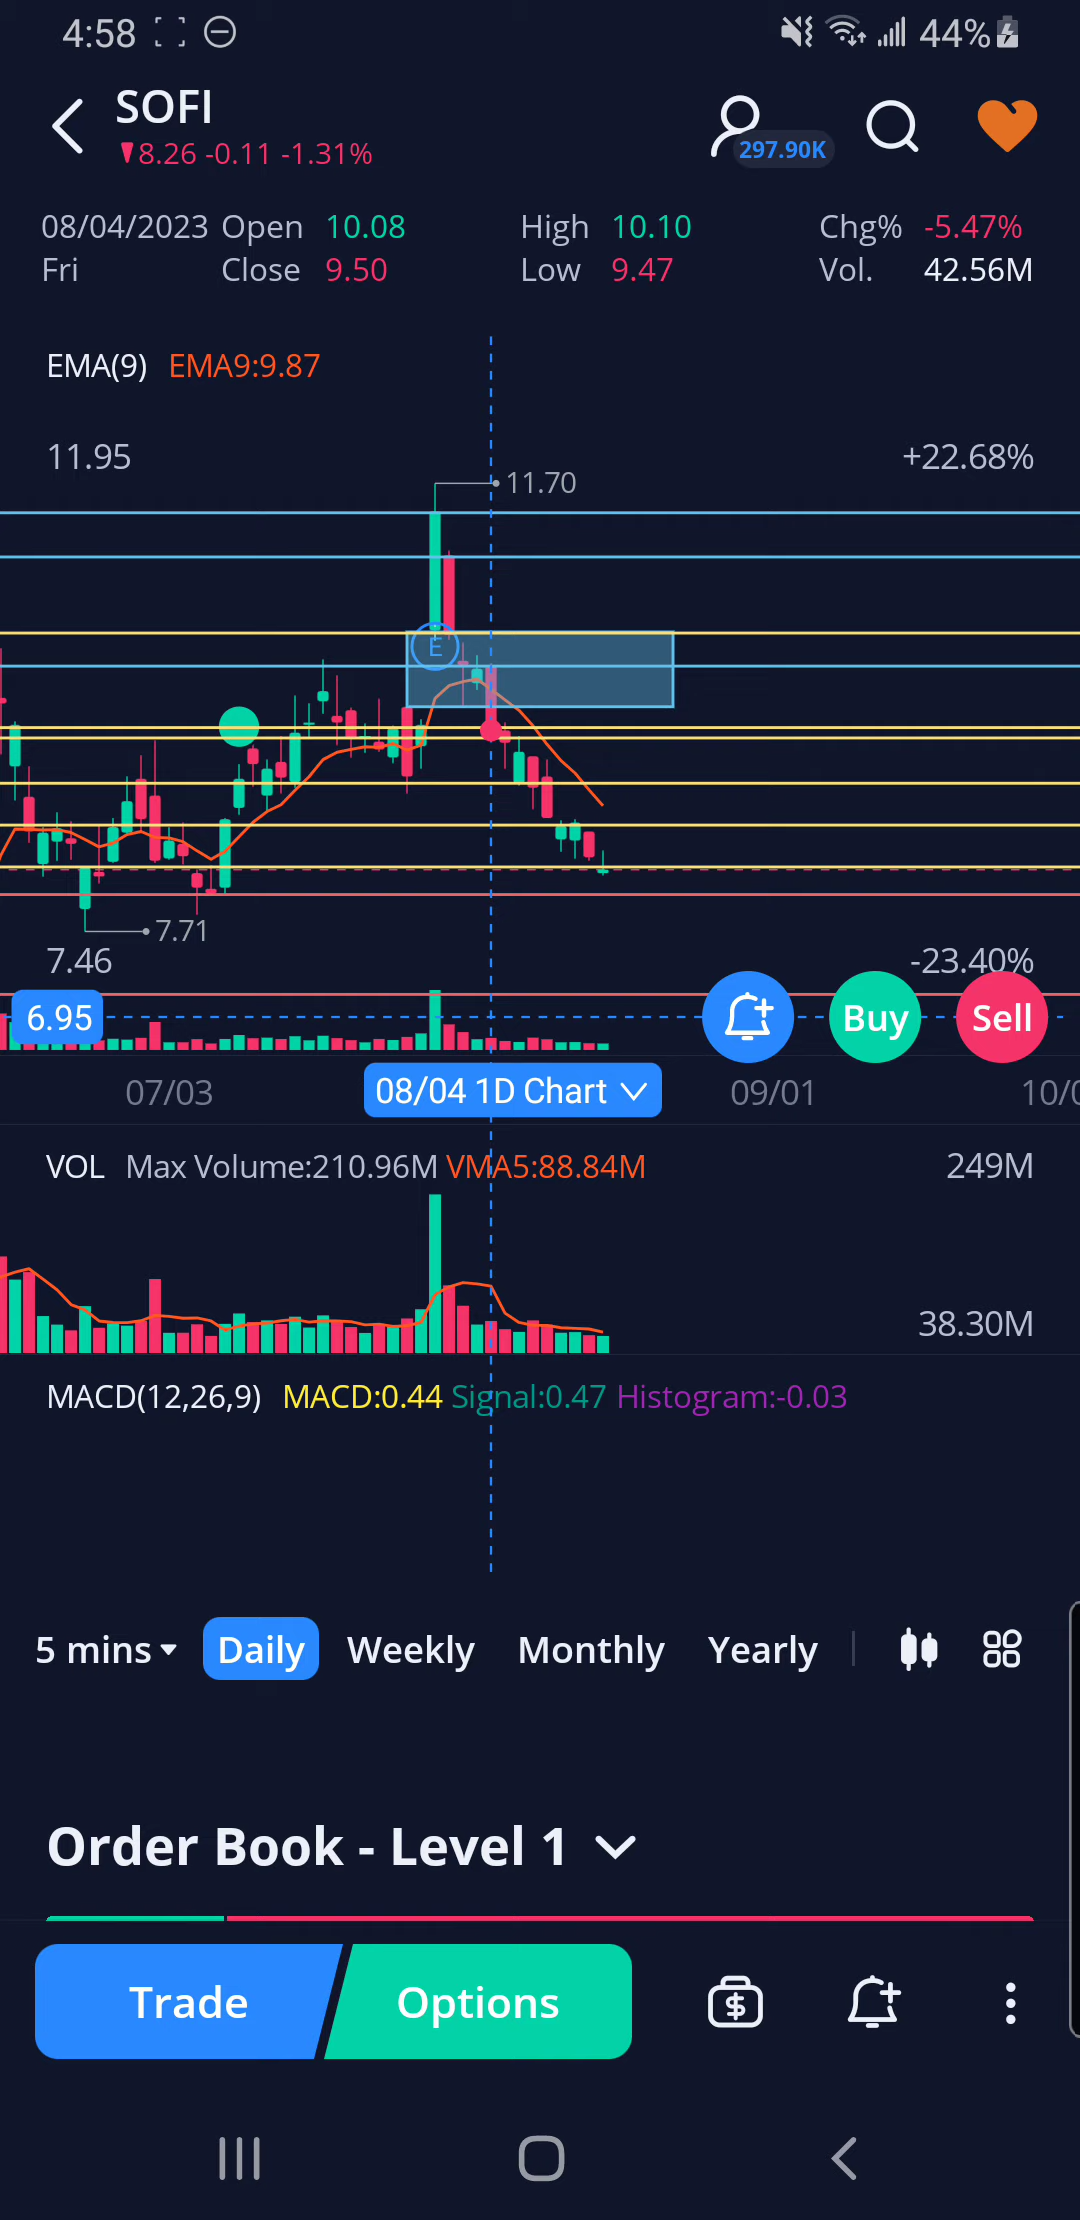 4:58 44%
SOFI
8.26 -0.11 -1.31%
297.90K
08/04/2023 Open 10.08 High 10.10 Chg% -5.47%
Fri Close 9.50 Low 9.47 Vol. 42.56M
EMA(9) EMA9:9.87
11.95 +22.68%
11.70
E
7.71
7.46 -23.40%
6.95 Buy Sell
07/03 08/04 1D Chart 09/01
VOL Max Volume:210.96M VMA5:88.84M 249M
38.30M
MACD(12,26,9) MACD:0.44 Signal:0.47 Histogram:-0.03
5 mins Daily Weekly Monthly Yearly
Order Book - Level 1
Trade Options